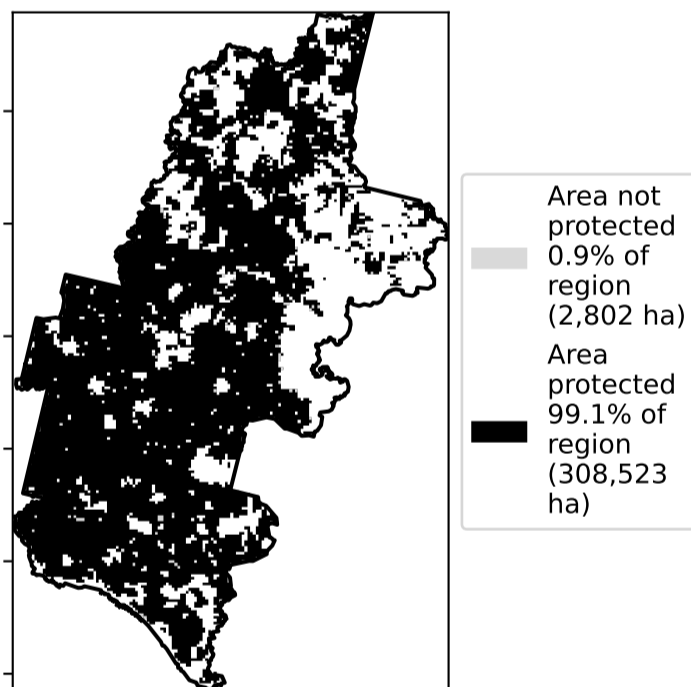 Area not
protected
0.9% of
region
(2,802 ha)
Area
protected
99.1% of
region
(308,523
ha)